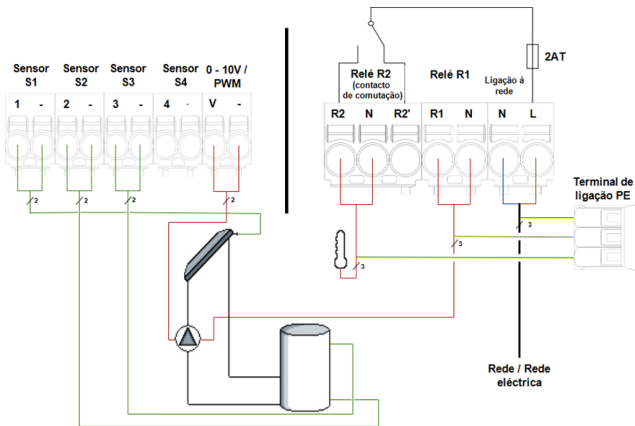 Sensor S1
Sensor S2
Sensor S3
Sensor S4
0 - 10V / PWM
1 -
2 -
3 -
4 -
V -
2
2
2
2
2AT
Relé R2
(contacto de comutação)
Relé R1
Ligação à rede
R2 N R2'
R1 N
N L
Terminal de ligação PE
3
3
3
Rede / Rede eléctrica